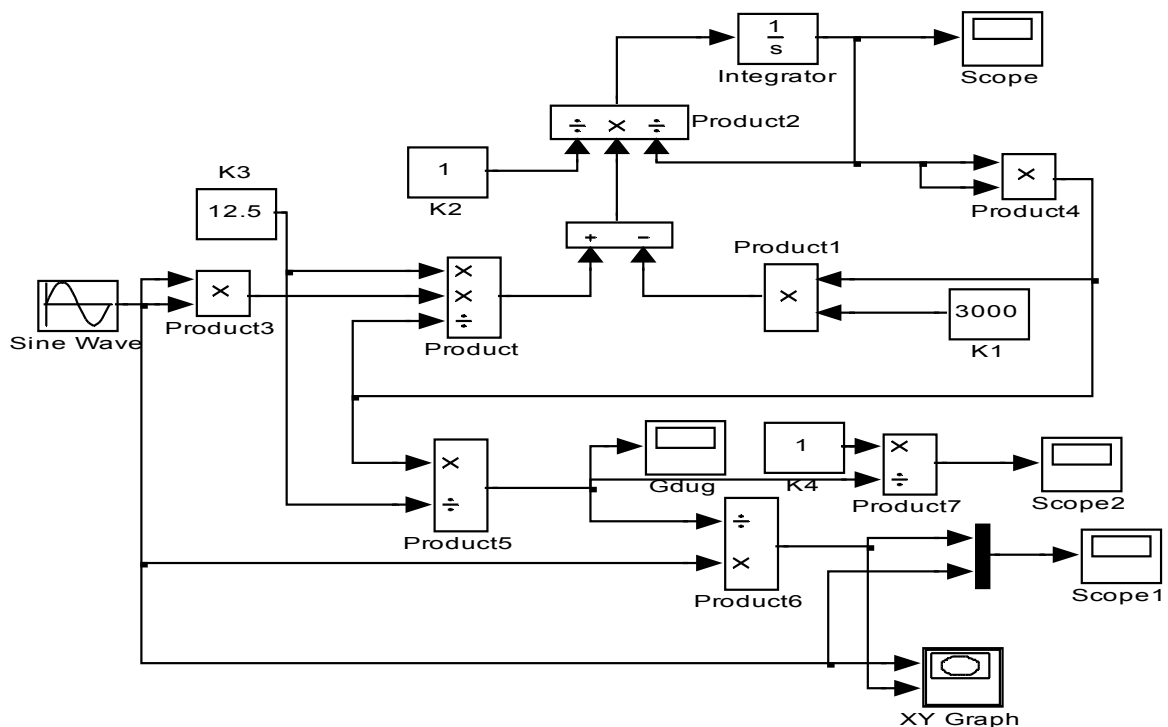 1
s
Integrator
Scope
÷ × ÷
Product2
K3
12.5
1
K2
×
Product4
+ −
Product1
×
3000
K1
Sine Wave
×
Product3
×
×
÷
Product
×
÷
Product5
Gdug
1
K4
×
÷
Product7
Scope2
÷
×
Product6
Scope1
XY Graph